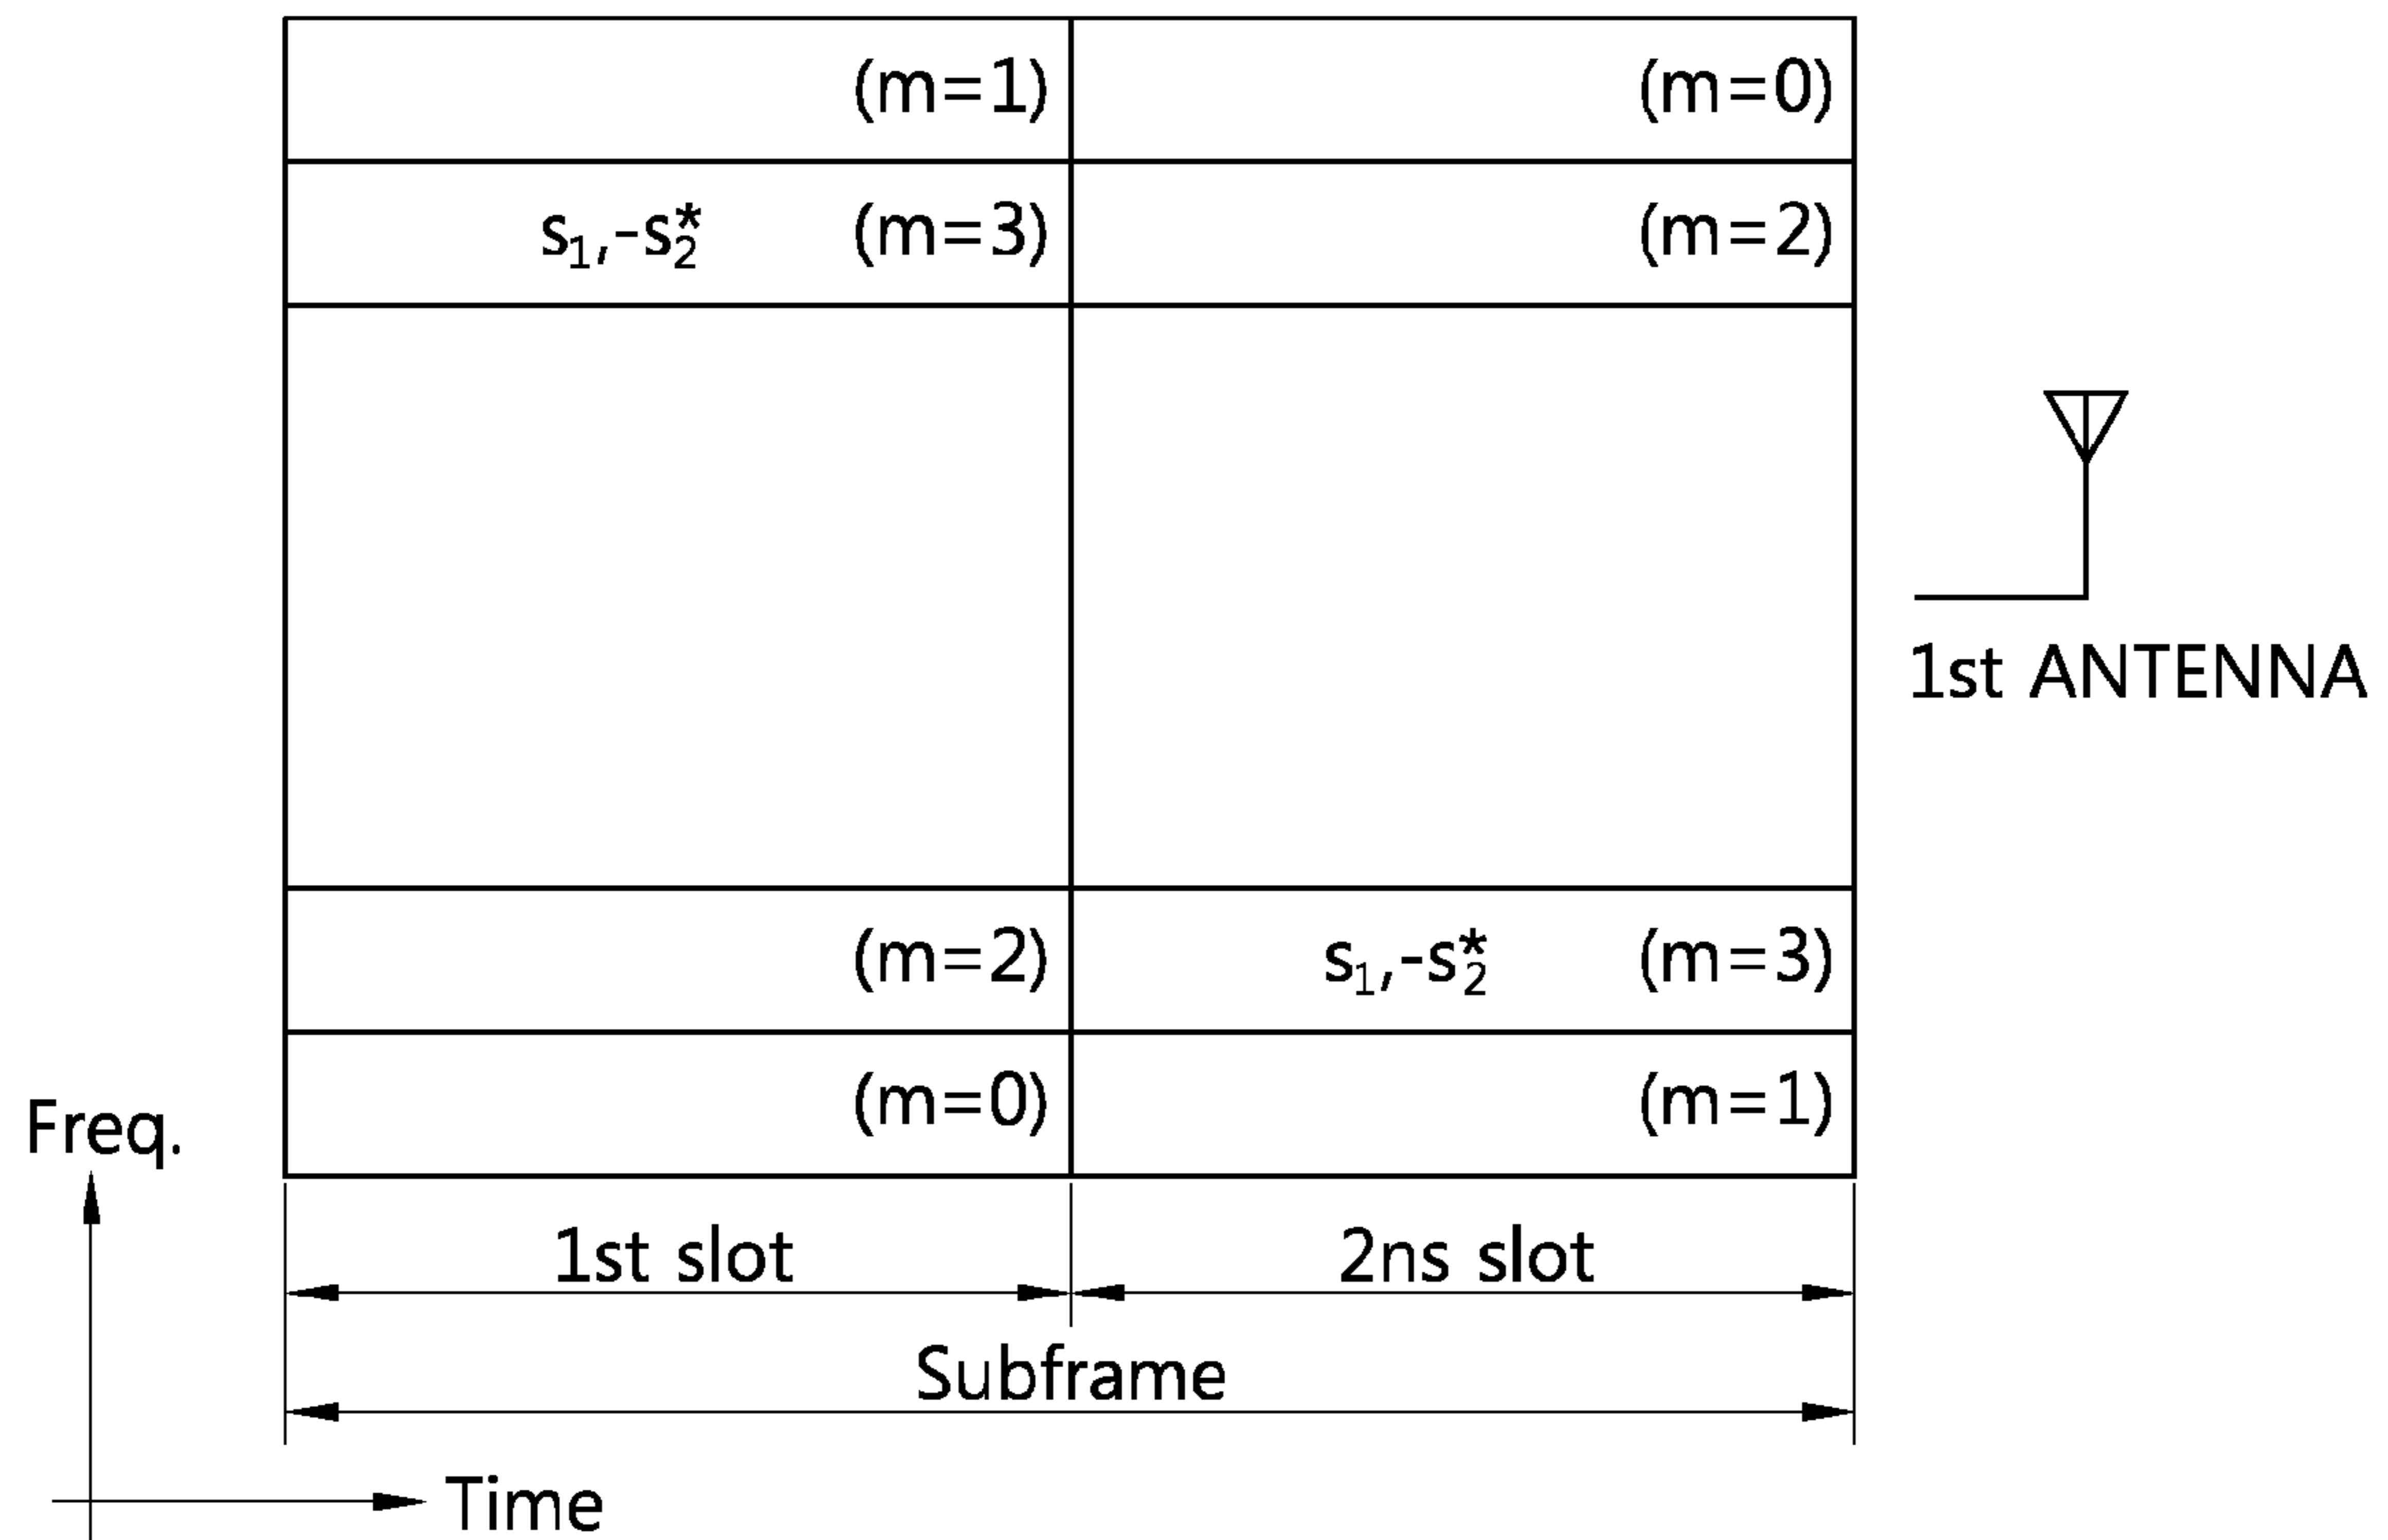 (m=1) (m=0)
s₁,-s₂* (m=3) (m=2)
1st ANTENNA
(m=2) s₁,-s₂* (m=3)
(m=0) (m=1)
Freq.
1st slot 2ns slot
Subframe
Time